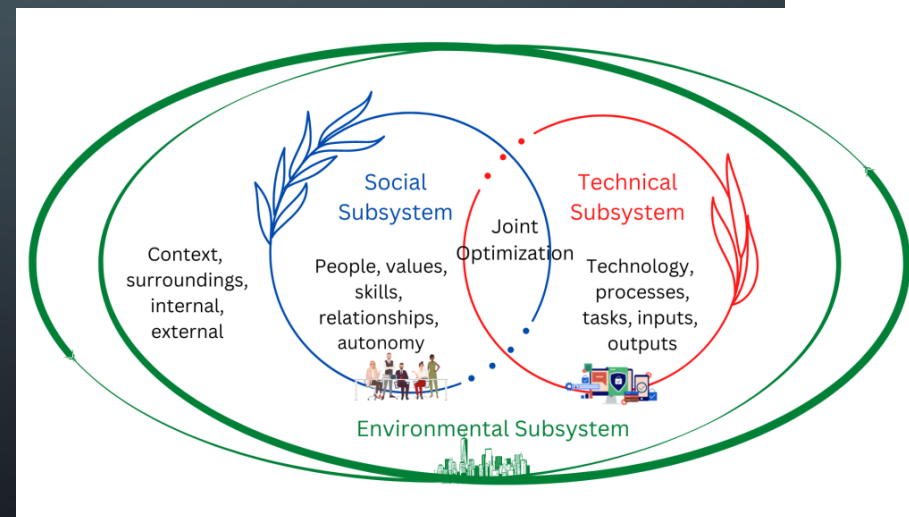 Social
Subsystem
Technical
Subsystem
Joint
Optimization
Context,
surroundings,
internal,
external
People, values,
skills,
relationships,
autonomy
Technology,
processes,
tasks, inputs,
outputs
Environmental Subsystem